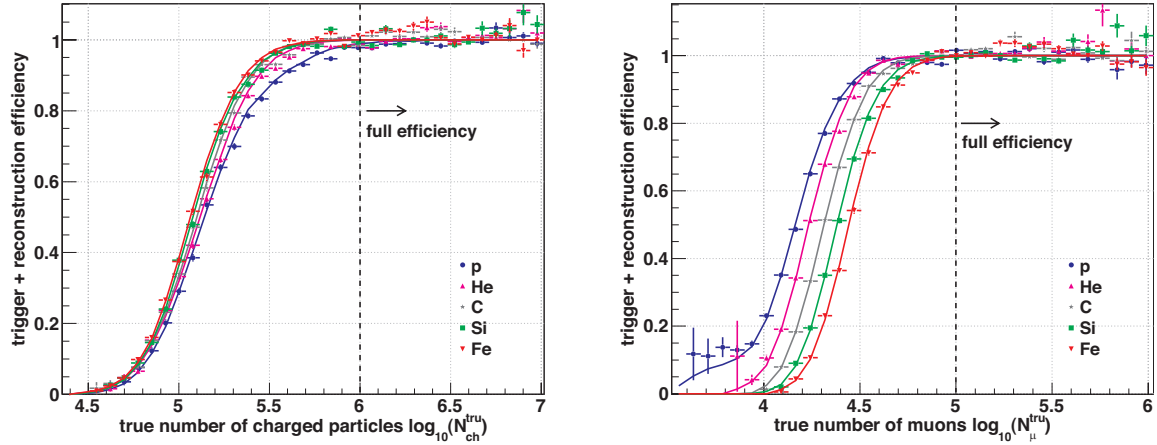 trigger + reconstruction efficiency
1
0.8
0.6
0.4
0.2
0
full efficiency
p
He
C
Si
Fe
4.5 5 5.5 6 6.5 7
true number of charged particles log10(N^tru_ch)
trigger + reconstruction efficiency
1
0.8
0.6
0.4
0.2
0
full efficiency
p
He
C
Si
Fe
4 4.5 5 5.5 6
true number of muons log10(N^tru_μ)